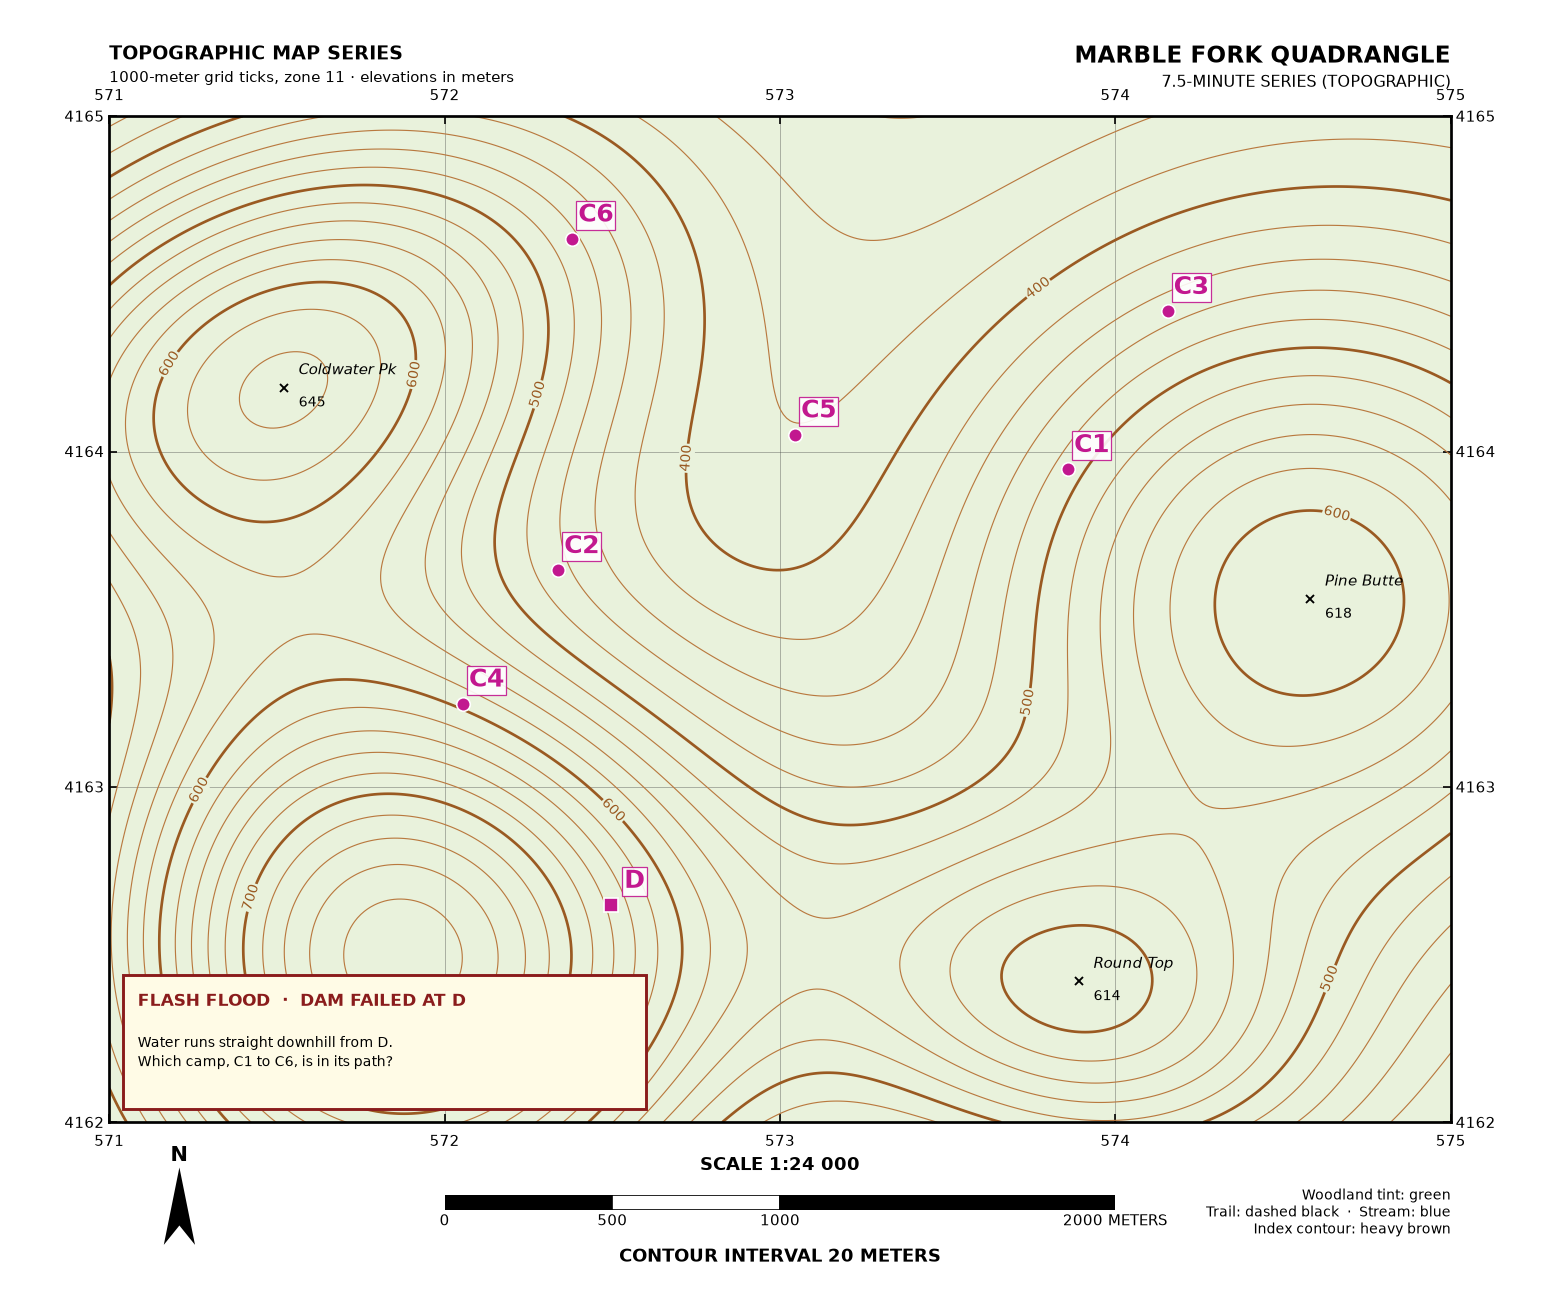 TOPOGRAPHIC MAP SERIES
1000-meter grid ticks, zone 11 · elevations in meters
MARBLE FORK QUADRANGLE
7.5-MINUTE SERIES (TOPOGRAPHIC)
571
572
573
574
575
4165
4165
C6
C3
400
600
Coldwater Pk
600
645
500
C5
400
C1
4164
4164
600
C2
Pine Butte
618
C4
500
600
600
4163
4163
700
D
Round Top
614
500
FLASH FLOOD · DAM FAILED AT D
Water runs straight downhill from D.
Which camp, C1 to C6, is in its path?
4162
4162
571
572
573
574
575
N
SCALE 1:24 000
0
500
1000
2000 METERS
CONTOUR INTERVAL 20 METERS
Woodland tint: green
Trail: dashed black · Stream: blue
Index contour: heavy brown